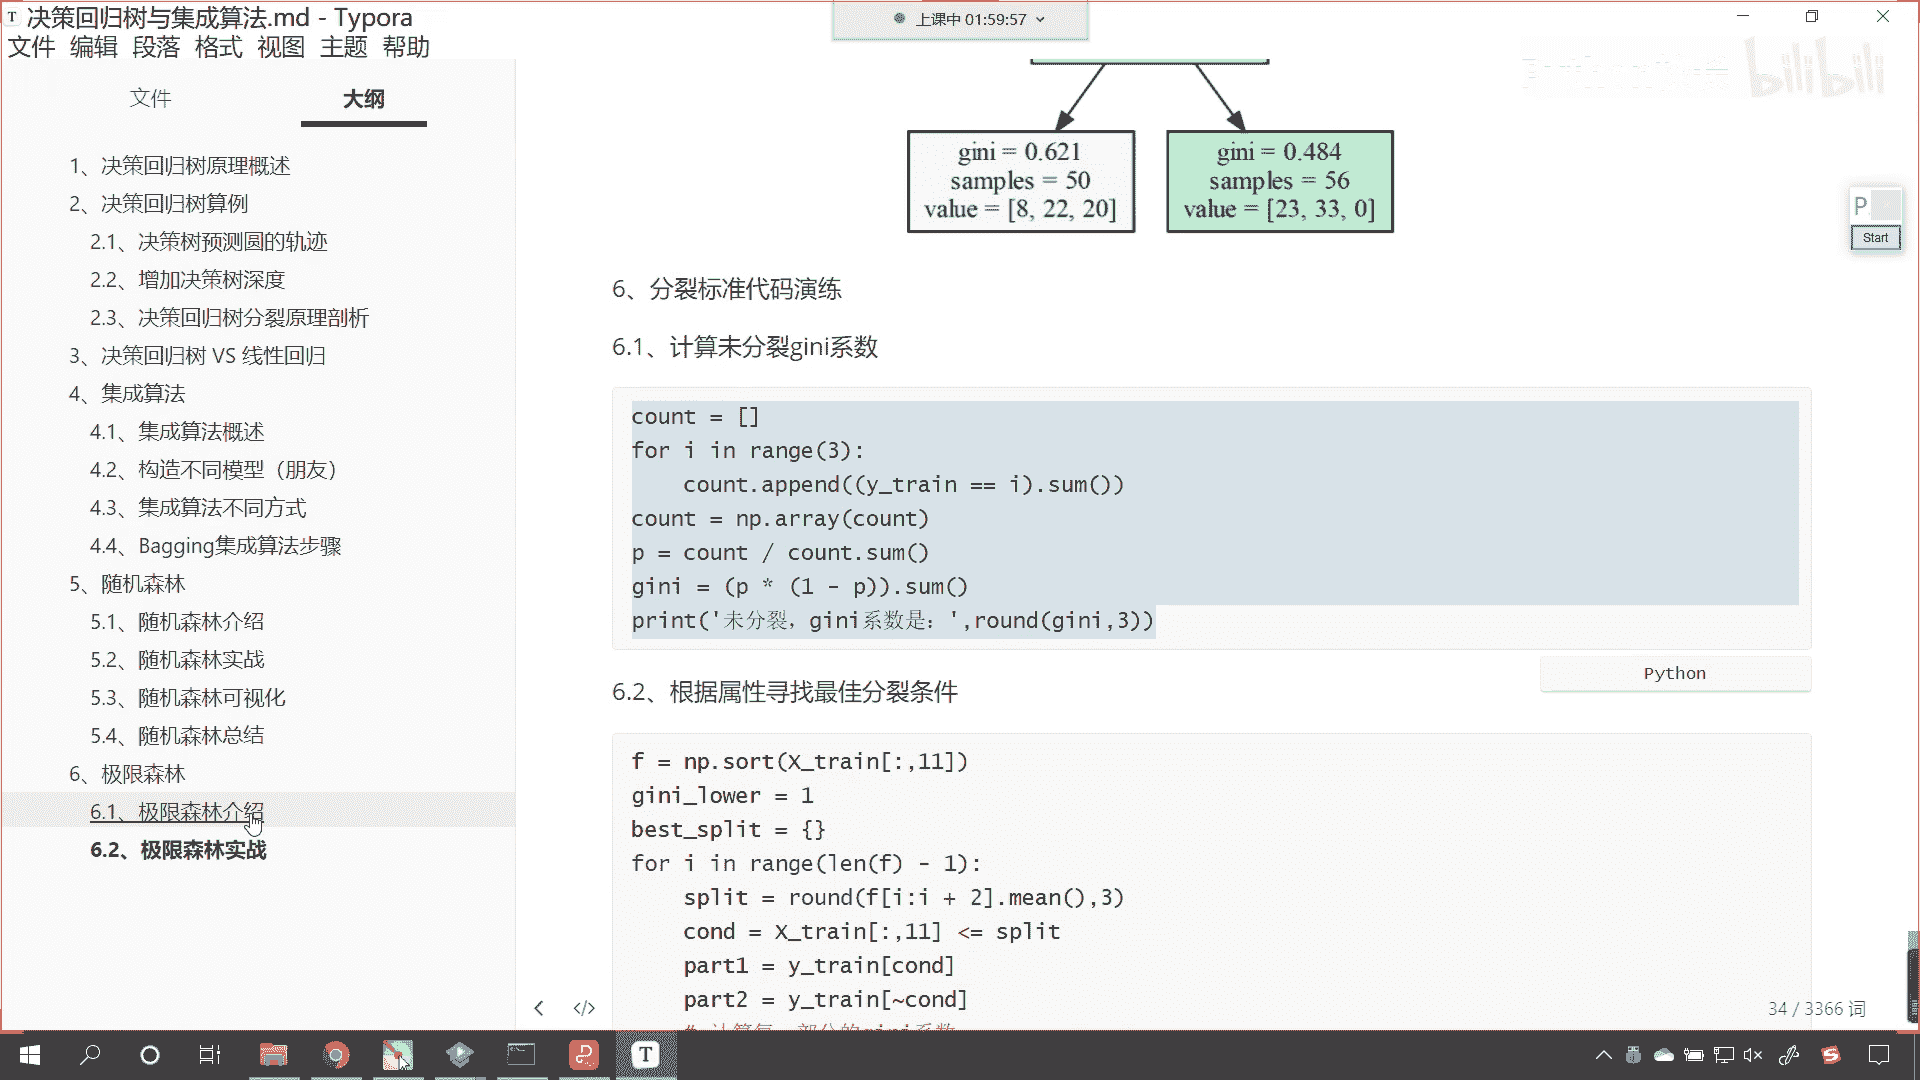 决策回归树与集成算法.md - Typora
上课中 01:59:57
文件 编辑 段落 格式 视图 主题 帮助
bilibili
文件 大纲
1、决策回归树原理概述
2、决策回归树算例
2.1、决策树预测圆的轨迹
2.2、增加决策树深度
2.3、决策回归树分裂原理剖析
3、决策回归树 VS 线性回归
4、集成算法
4.1、集成算法概述
4.2、构造不同模型（朋友）
4.3、集成算法不同方式
4.4、Bagging集成算法步骤
5、随机森林
5.1、随机森林介绍
5.2、随机森林实战
5.3、随机森林可视化
5.4、随机森林总结
6、极限森林
6.1、极限森林介绍
6.2、极限森林实战
gini = 0.621
samples = 50
value = [8, 22, 20]
gini = 0.484
samples = 56
value = [23, 33, 0]
P
Start
6、分裂标准代码演练
6.1、计算未分裂gini系数
count = []
for i in range(3):
count.append((y_train == i).sum())
count = np.array(count)
p = count / count.sum()
gini = (p * (1 - p)).sum()
print('未分裂，gini系数是：',round(gini,3))
Python
6.2、根据属性寻找最佳分裂条件
f = np.sort(X_train[:,11])
gini_lower = 1
best_split = {}
for i in range(len(f) - 1):
split = round(f[i:i + 2].mean(),3)
cond = X_train[:,11] <= split
part1 = y_train[cond]
part2 = y_train[~cond]
</>
34 / 3366 词